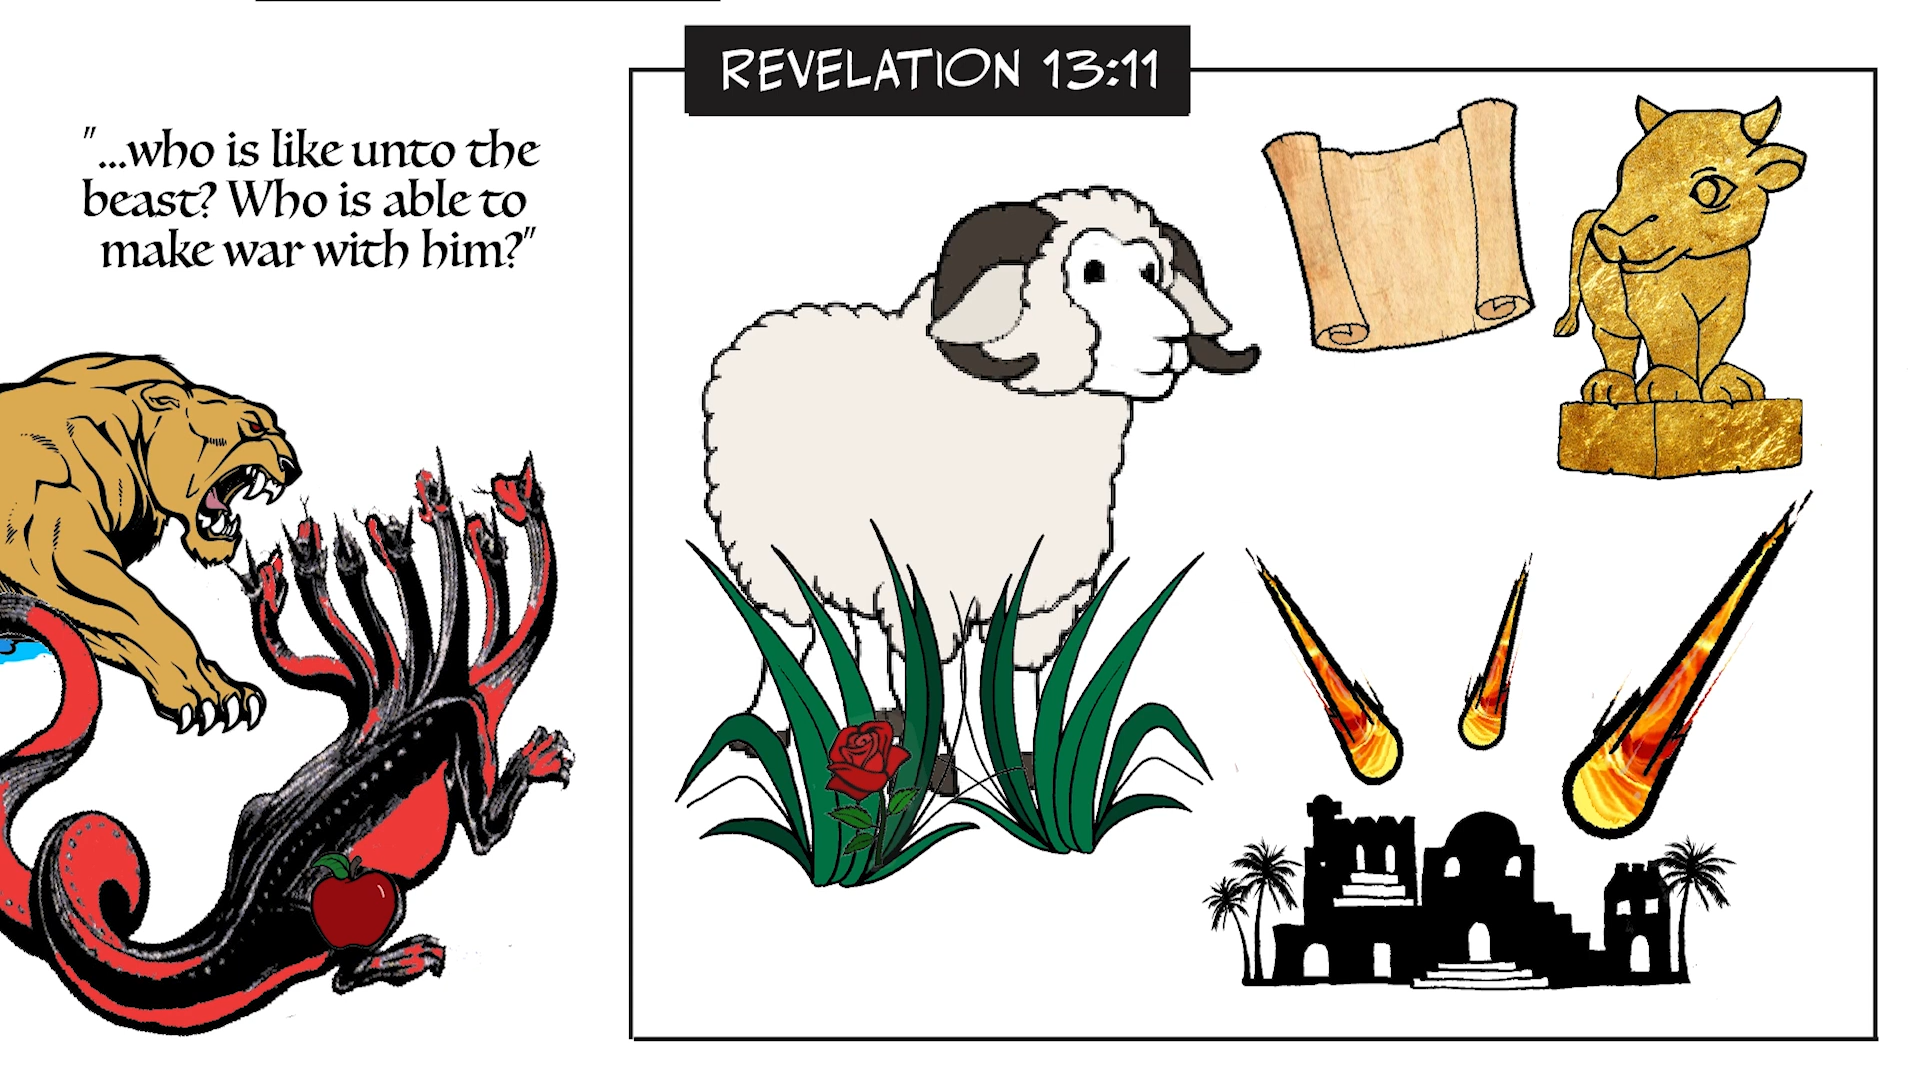 REVELATION 13:11
"...who is like unto the
beast? Who is able to
make war with him?"